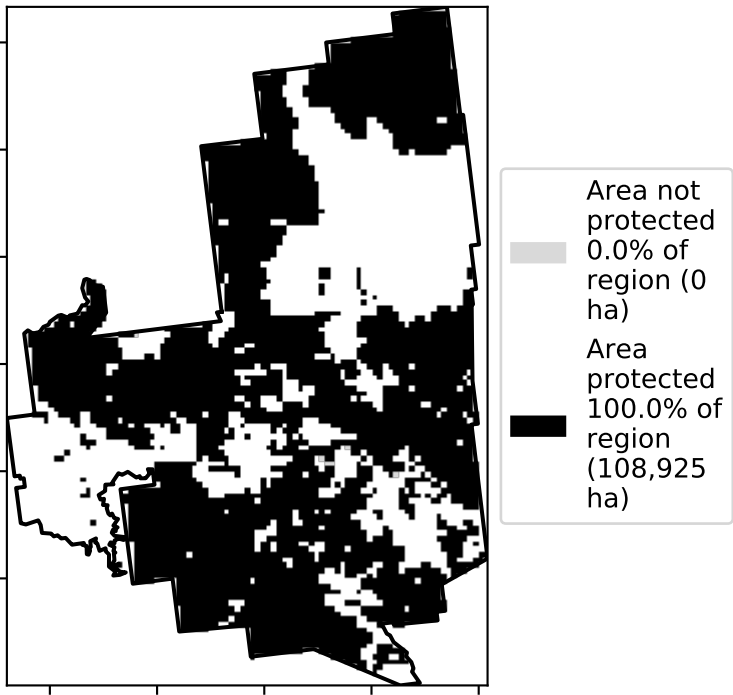 Area not
protected
0.0% of
region (0
ha)
Area
protected
100.0% of
region
(108,925
ha)